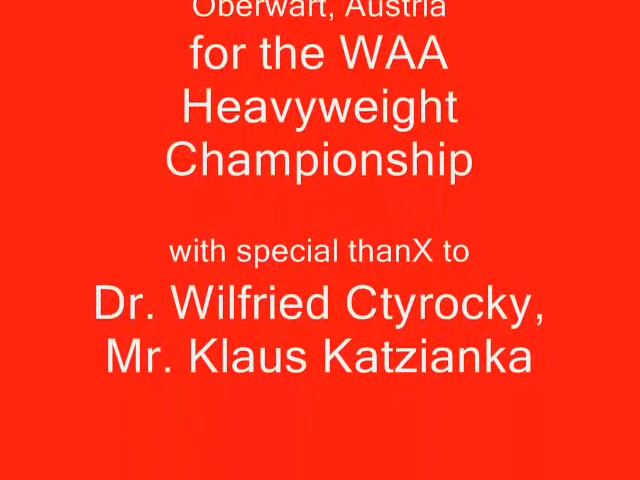 Oberwart, Austria
for the WAA
Heavyweight
Championship
with special thanX to
Dr. Wilfried Ctyrocky,
Mr. Klaus Katzianka